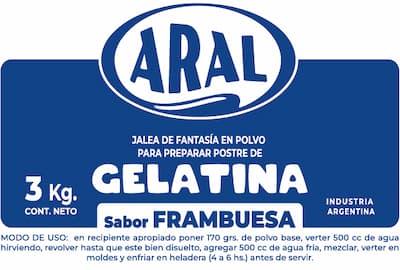 ARAL
JALEA DE FANTASÍA EN POLVO
PARA PREPARAR POSTRE DE
GELATINA
3 Kg.
CONT. NETO
INDUSTRIA
ARGENTINA
Sabor FRAMBUESA
MODO DE USO: en recipiente apropiado poner 170 grs. de polvo base, verter 500 cc de agua
hirviendo, revolver hasta que este bien disuelto, agregar 500 cc de agua fría, mezclar, verter en
moldes y enfriar en heladera (4 a 6 hs.) antes de servir.